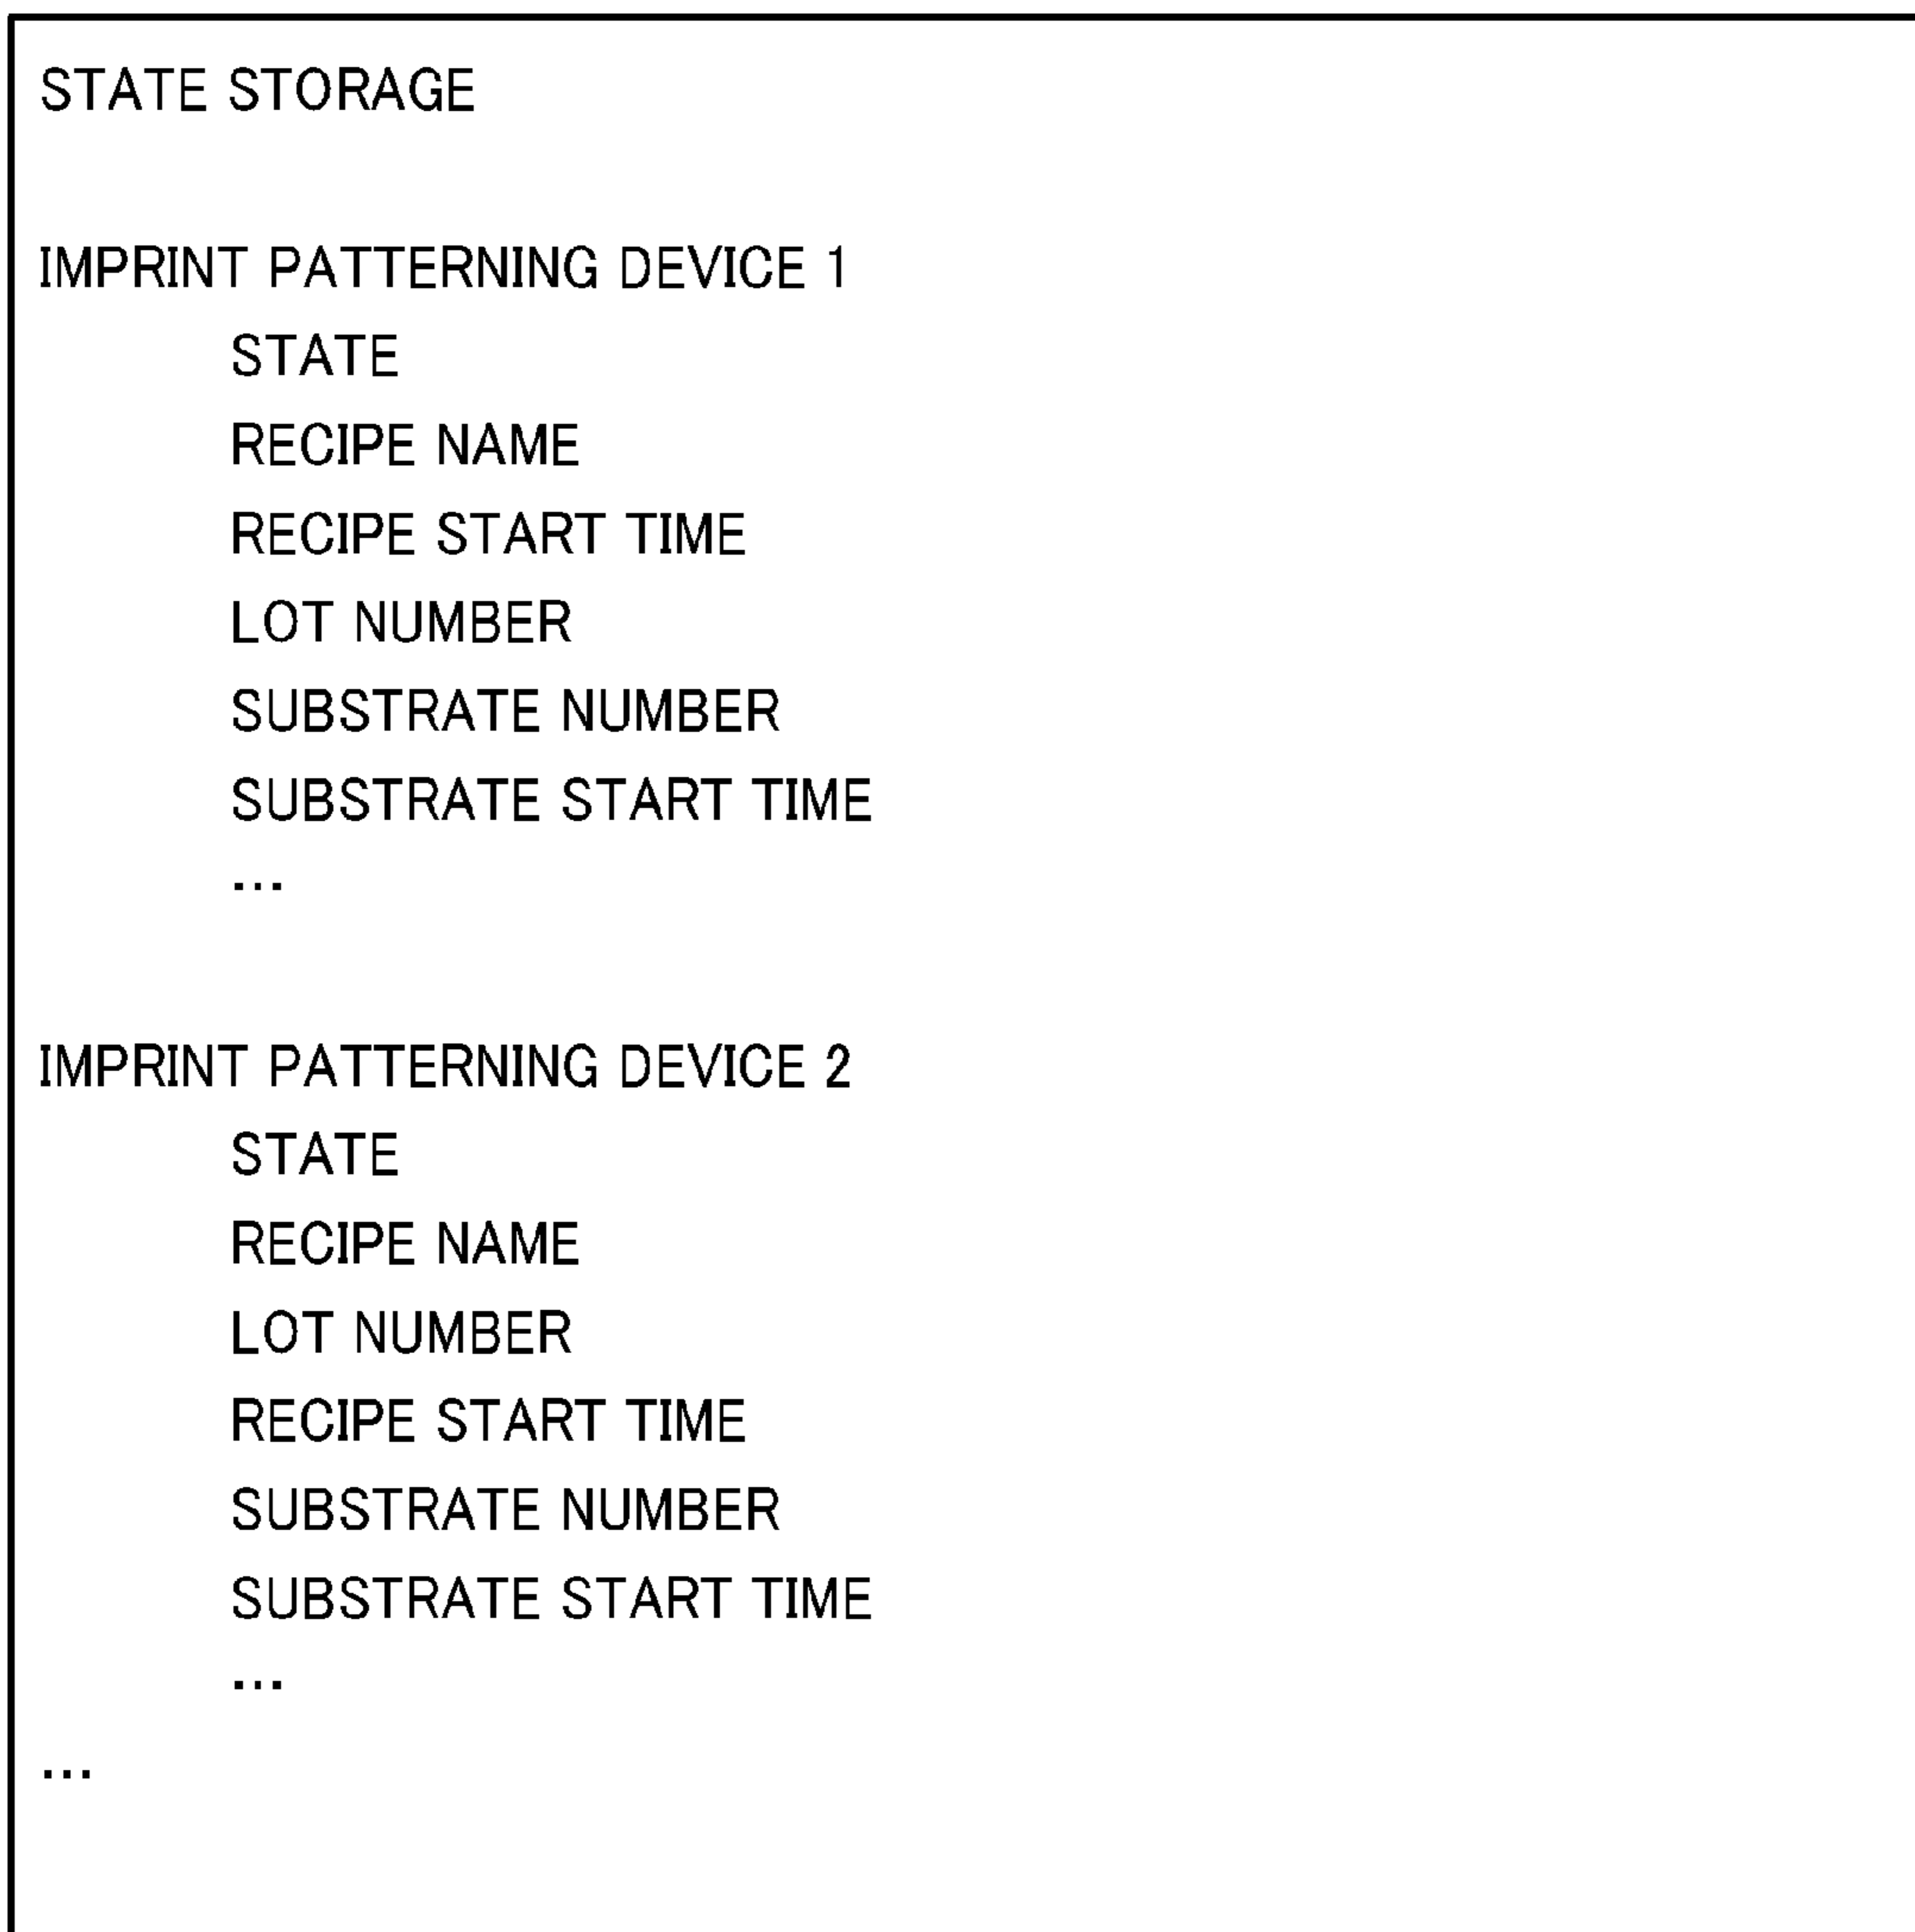 STATE STORAGE
IMPRINT PATTERNING DEVICE 1
STATE
RECIPE NAME
RECIPE START TIME
LOT NUMBER
SUBSTRATE NUMBER
SUBSTRATE START TIME
...
IMPRINT PATTERNING DEVICE 2
STATE
RECIPE NAME
LOT NUMBER
RECIPE START TIME
SUBSTRATE NUMBER
SUBSTRATE START TIME
...
...